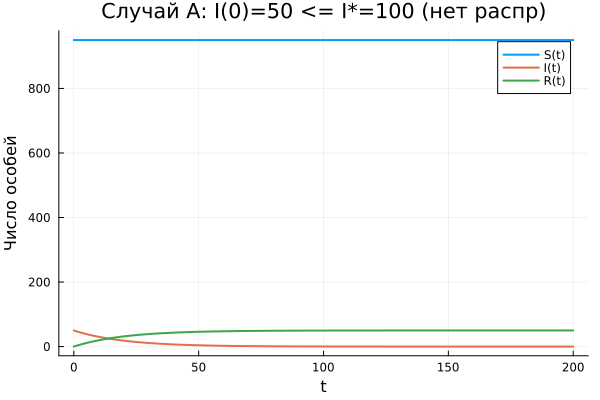 Случай A: I(0)=50 <= I*=100 (нет распр)
S(t)
I(t)
R(t)
Число особей
800
600
400
200
0
0 50 100 150 200
t